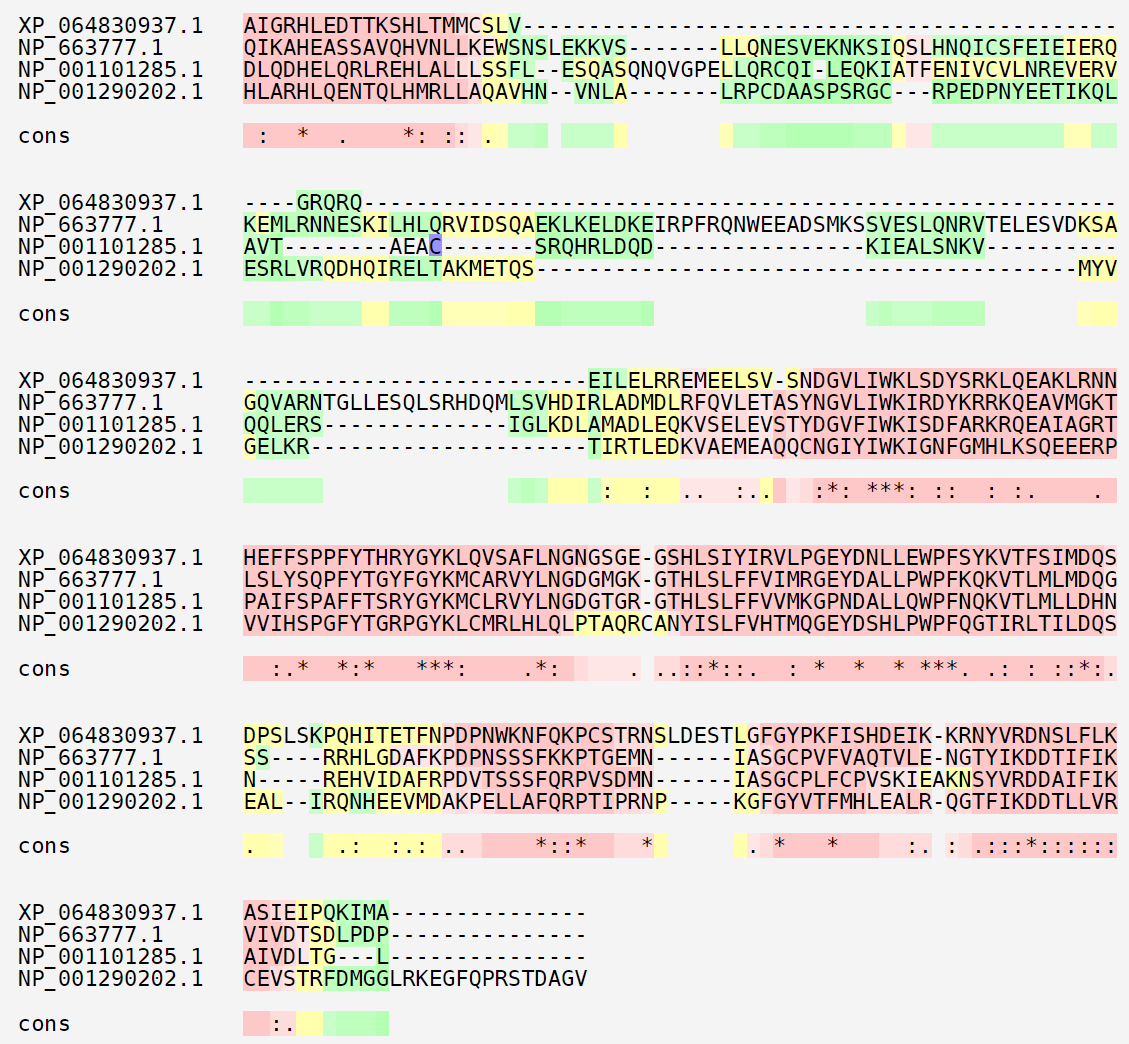 XP_064830937.1   AIGRHLEDTTKSHLTMMCSLV---------------------------------------------
NP_663777.1      QIKAHEASSAVQHVNLLKEWSNSLEKKVS-------LLQNESVEKNKSIQSLHNQICSFEIEIERQ
NP_001101285.1   DLQDHELQRLREHLALLLSSFL--ESQASQNQVGPELLQRCQI-LEQKIATFENIVCVLNREVERV
NP_001290202.1   HLARHLQENTQLHMRLLAQAVHN--VNLA-------LRPCDAASPSRGC---RPEDPNYEETIKQL
cons              :  *  .    *: :: .
XP_064830937.1   ----GRQRQ---------------------------------------------------------
NP_663777.1      KEMLRNNESKILHLQRVIDSQAEKLKELDKEIRPFRQNWEEADSMKSSVESLQNRVTELESVDKSA
NP_001101285.1   AVT--------AEAC-------SRQHRLDQD----------------KIEALSNKV----------
NP_001290202.1   ESRLVRQDHQIRELTAKMETQS-----------------------------------------MYV
cons
XP_064830937.1   --------------------------EILELRREMEELSV-SNDGVLIWKLSDYSRKLQEAKLRNN
NP_663777.1      GQVARNTGLLESQLSRHDQMLSVHDIRLADMDLRFQVLETASYNGVLIWKIRDYKRRKQEAVMGKT
NP_001101285.1   QQLERS--------------IGLKDLAMADLEQKVSELEVSTYDGVFIWKISDFARKRQEAIAGRT
NP_001290202.1   GELKR---------------------TIRTLEDKVAEMEAQQCNGIYIWKIGNFGMHLKSQEEERP
cons                                        :  :  ..  :..   :*: ***: ::  : :.    .
XP_064830937.1   HEFFSPPFYTHRYGYKLQVSAFLNGNGSGE-GSHLSIYIRVLPGEYDNLLEWPFSYKVTFSIMDQS
NP_663777.1      LSLYSQPFYTGYFGYKMCARVYLNGDGMGK-GTHLSLFFVIMRGEYDALLPWPFKQKVTLMLMDQG
NP_001101285.1   PAIFSPAFFTSRYGYKMCLRVYLNGDGTGR-GTHLSLFFVVMKGPNDALLQWPFNQKVTLMLLDHN
NP_001290202.1   VVIHSPGFYTGRPGYKLCMRLHLQLPTAQRCANYISLFVHTMQGEYDSHLPWPFQGTIRLTILDQS
cons               :.*  *:*   ***:    .*:     . ..::*::  : *  *  * ***. .: : ::*:.
XP_064830937.1   DPSLSKPQHITETFNPDPNWKNFQKPCSTRNSLDESTLGFGYPKFISHDEIK-KRNYVRDNSLFLK
NP_663777.1      SS----RRHLGDAFKPDPNSSSFKKPTGEMN------IASGCPVFVAQTVLE-NGTYIKDDTIFIK
NP_001101285.1   N-----REHVIDAFRPDVTSSSFQRPVSDMN------IASGCPLFCPVSKIEAKNSYVRDDAIFIK
NP_001290202.1   EAL--IRQNHEEVMDAKPELLAFQRPTIPRNP-----KGFGYVTFMHLEALR-QGTFIKDDTLLVR
cons             .      .:  :.: ..     *::*    *       . *   *     :. : .:::*::::::
XP_064830937.1   ASIEIPQKIMA---------------
NP_663777.1      VIVDTSDLPDP---------------
NP_001101285.1   AIVDLTG---L---------------
NP_001290202.1   CEVSTRFDMGGLRKEGFQPRSTDAGV
cons               :.